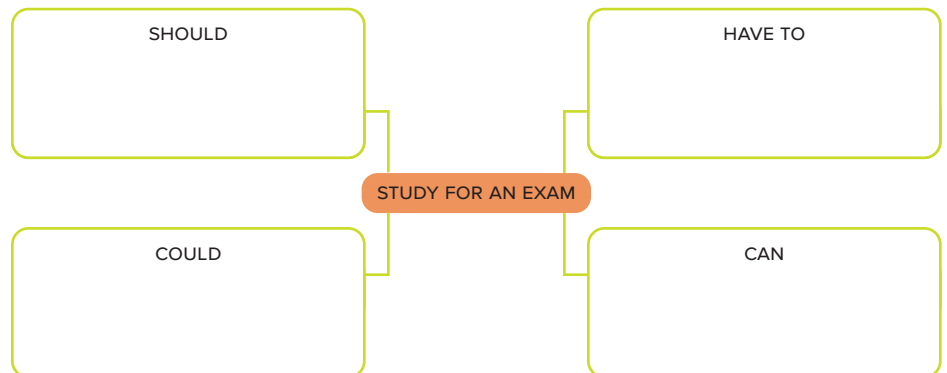 SHOULD
HAVE TO
STUDY FOR AN EXAM
COULD
CAN